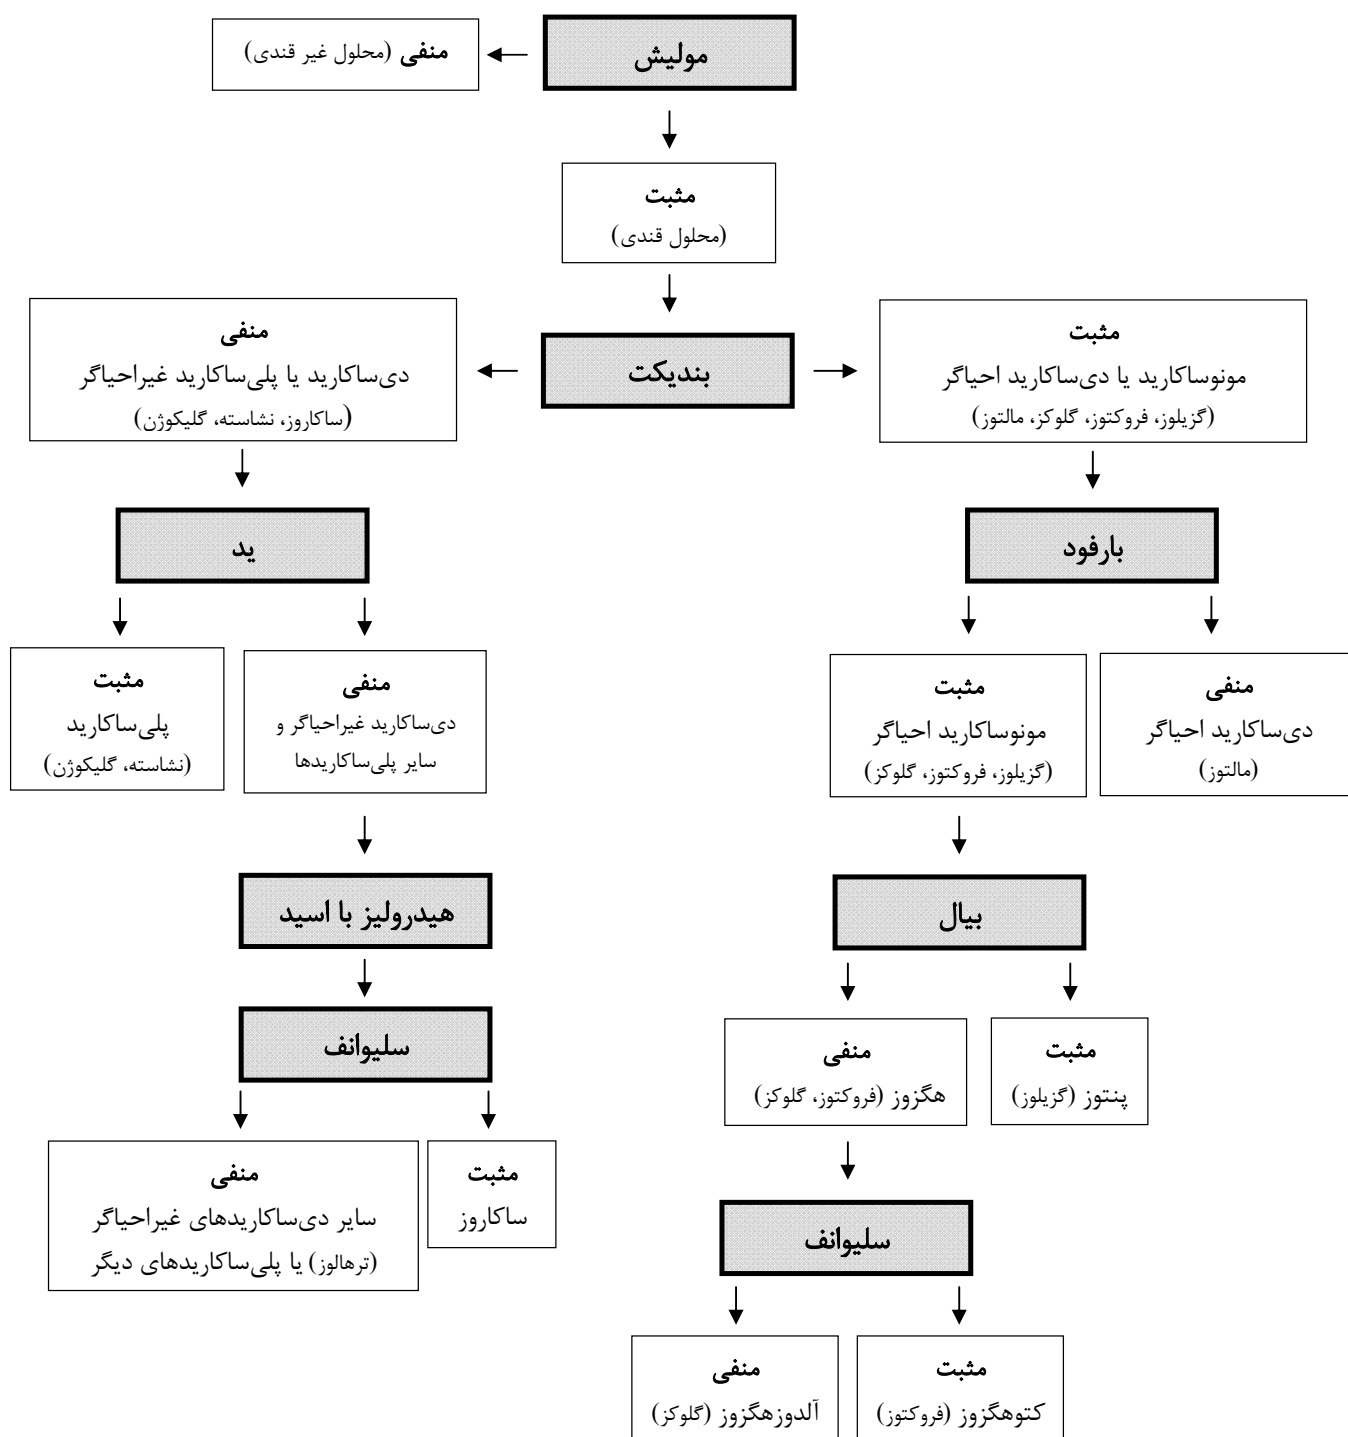 مولیش
منفی (محلول غیر قندی)
مثبت
(محلول قندی)
بندیکت
مثبت
مونوساکارید یا دی‌ساکارید احیاگر
(گزیلوز، فروکتوز، گلوکز، مالتوز)
منفی
دی‌ساکارید یا پلی‌ساکارید غیراحیاگر
(ساکاروز، نشاسته، گلیکوژن)
بارفود
ید
منفی
دی‌ساکارید احیاگر
(مالتوز)
مثبت
مونوساکارید احیاگر
(گزیلوز، فروکتوز، گلوکز)
منفی
دی‌ساکارید غیراحیاگر و
سایر پلی‌ساکاریدها
مثبت
پلی‌ساکارید
(نشاسته، گلیکوژن)
بیال
هیدرولیز با اسید
مثبت
پنتوز (گزیلوز)
منفی
هگزوز (فروکتوز، گلوکز)
سلیوانف
مثبت
ساکاروز
منفی
سایر دی‌ساکاریدهای غیراحیاگر
(ترهالوز) یا پلی‌ساکاریدهای دیگر
سلیوانف
مثبت
کتوهگزوز (فروکتوز)
منفی
آلدوزهگزوز (گلوکز)